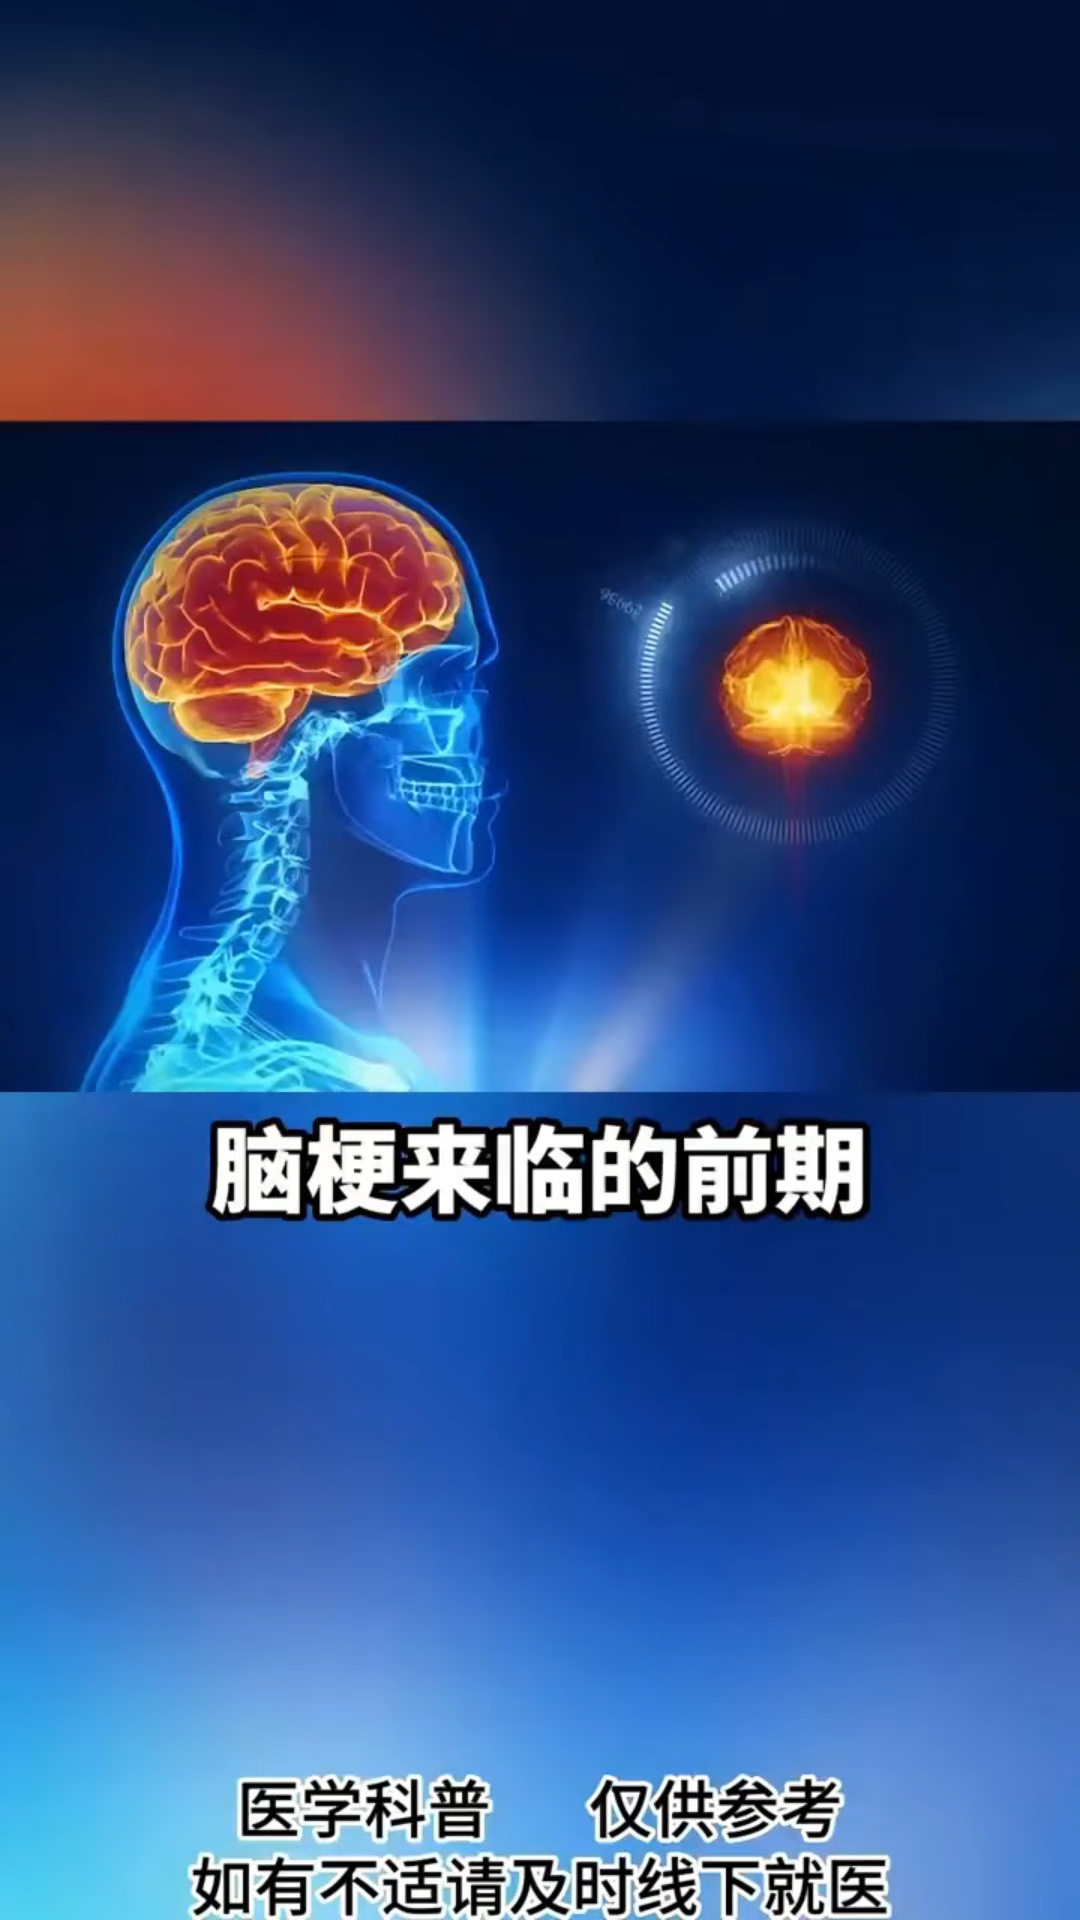 脑梗来临的前期
医学科普 仅供参考
如有不适请及时线下就医